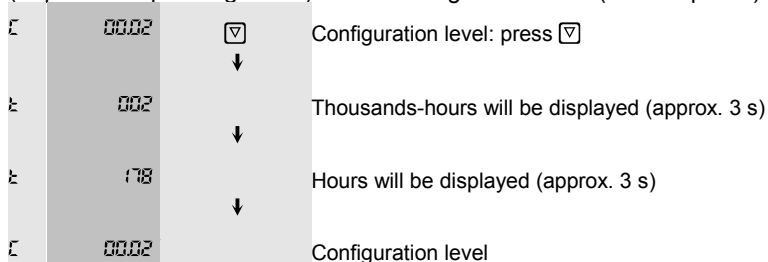 C 00.02 ▽ Configuration level: press ▽
t 002 Thousands-hours will be displayed (approx. 3 s)
t 178 Hours will be displayed (approx. 3 s)
C 00.02 Configuration level